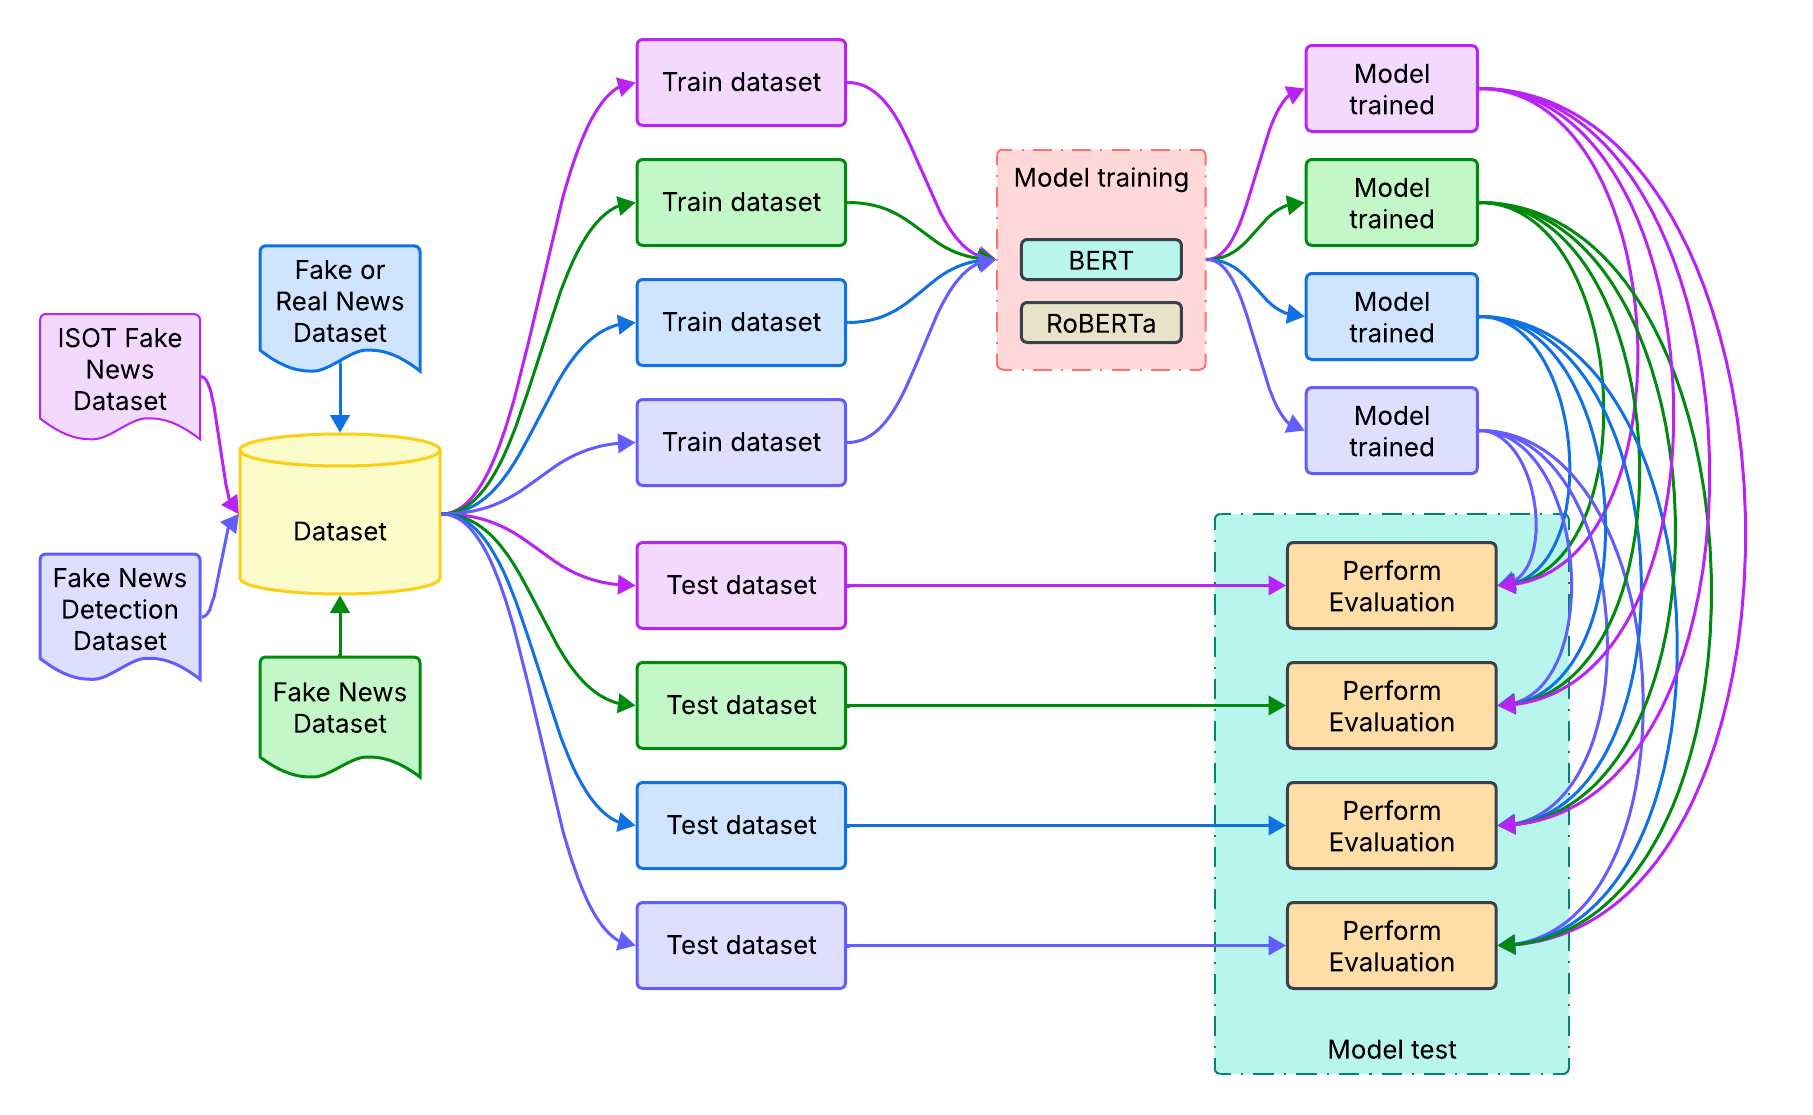 ISOT Fake
News
Dataset
Fake or
Real News
Dataset
Fake News
Detection
Dataset
Fake News
Dataset
Dataset
Train dataset
Train dataset
Train dataset
Train dataset
Test dataset
Test dataset
Test dataset
Test dataset
Model training
BERT
RoBERTa
Model
trained
Model
trained
Model
trained
Model
trained
Perform
Evaluation
Perform
Evaluation
Perform
Evaluation
Perform
Evaluation
Model test